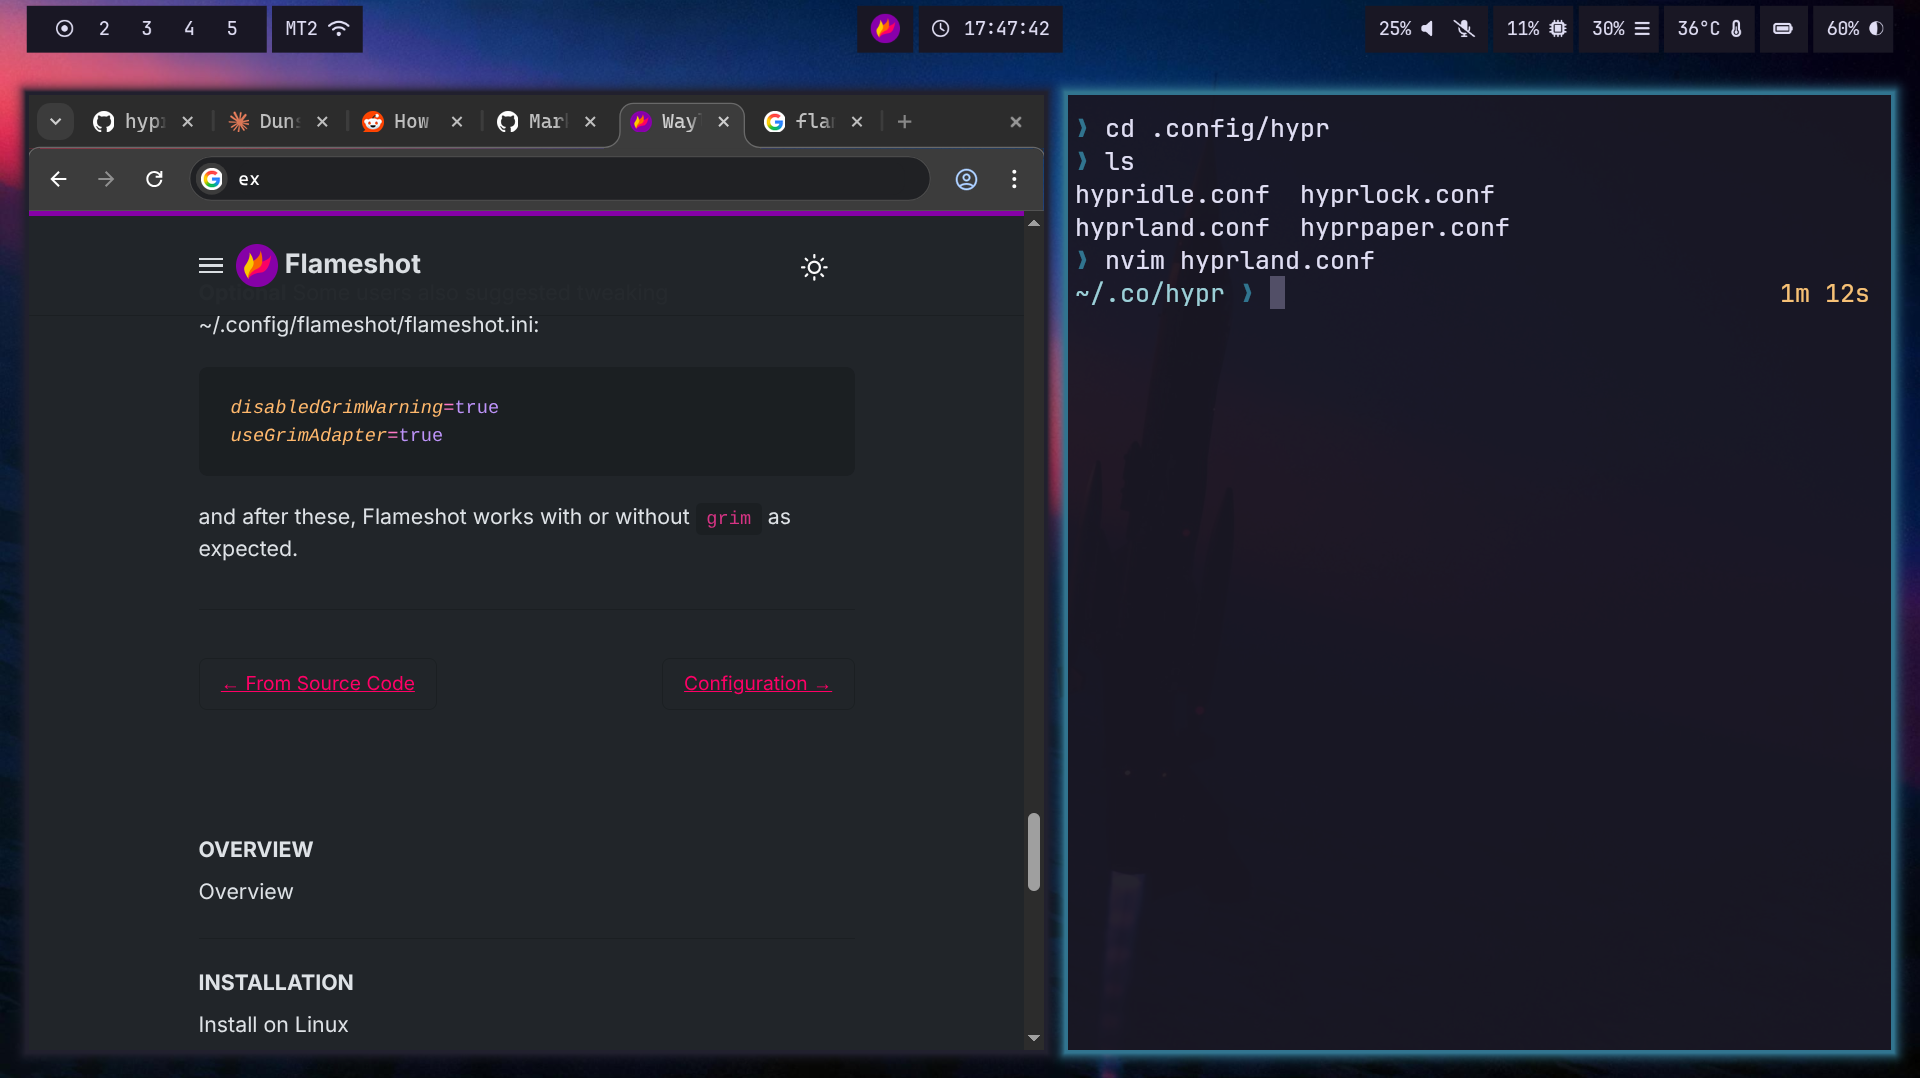 2 3 4 5
MT2
17:47:42
25%
11%
30%
36°C
60%
hyp
Dun
How
Mar
Way
fla
ex
Flameshot
Optional Some users also suggested tweaking
~/.config/flameshot/flameshot.ini:
disabledGrimWarning=true
useGrimAdapter=true
and after these, Flameshot works with or without grim as
expected.
← From Source Code
Configuration →
OVERVIEW
Overview
INSTALLATION
Install on Linux
❫ cd .config/hypr
❫ ls
hypridle.conf hyprlock.conf
hyprland.conf hyprpaper.conf
❫ nvim hyprland.conf
~/.co/hypr ❫
1m 12s